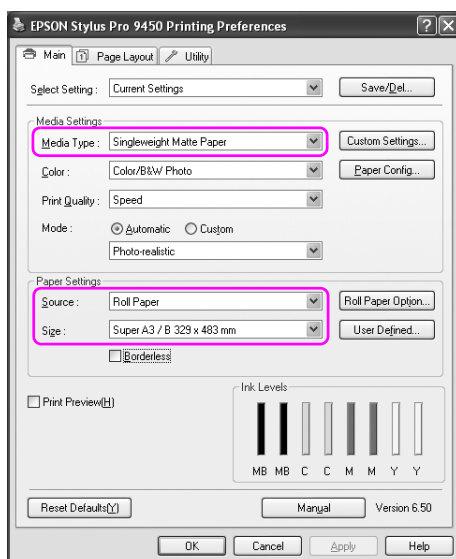 EPSON Stylus Pro 9450 Printing Preferences
Main Page Layout Utility
Select Setting : Current Settings Save/Del...
Media Settings
Media Type : Singleweight Matte Paper Custom Settings...
Color : Color/B&W Photo Paper Config...
Print Quality : Speed
Mode : Automatic Custom
Photo-realistic
Paper Settings
Source : Roll Paper Roll Paper Option...
Size : Super A3 / B 329 x 483 mm User Defined...
Borderless
Print Preview(H)
Ink Levels
MB MB C C M M Y Y
Reset Defaults(Y) Manual Version 6.50
OK Cancel Apply Help